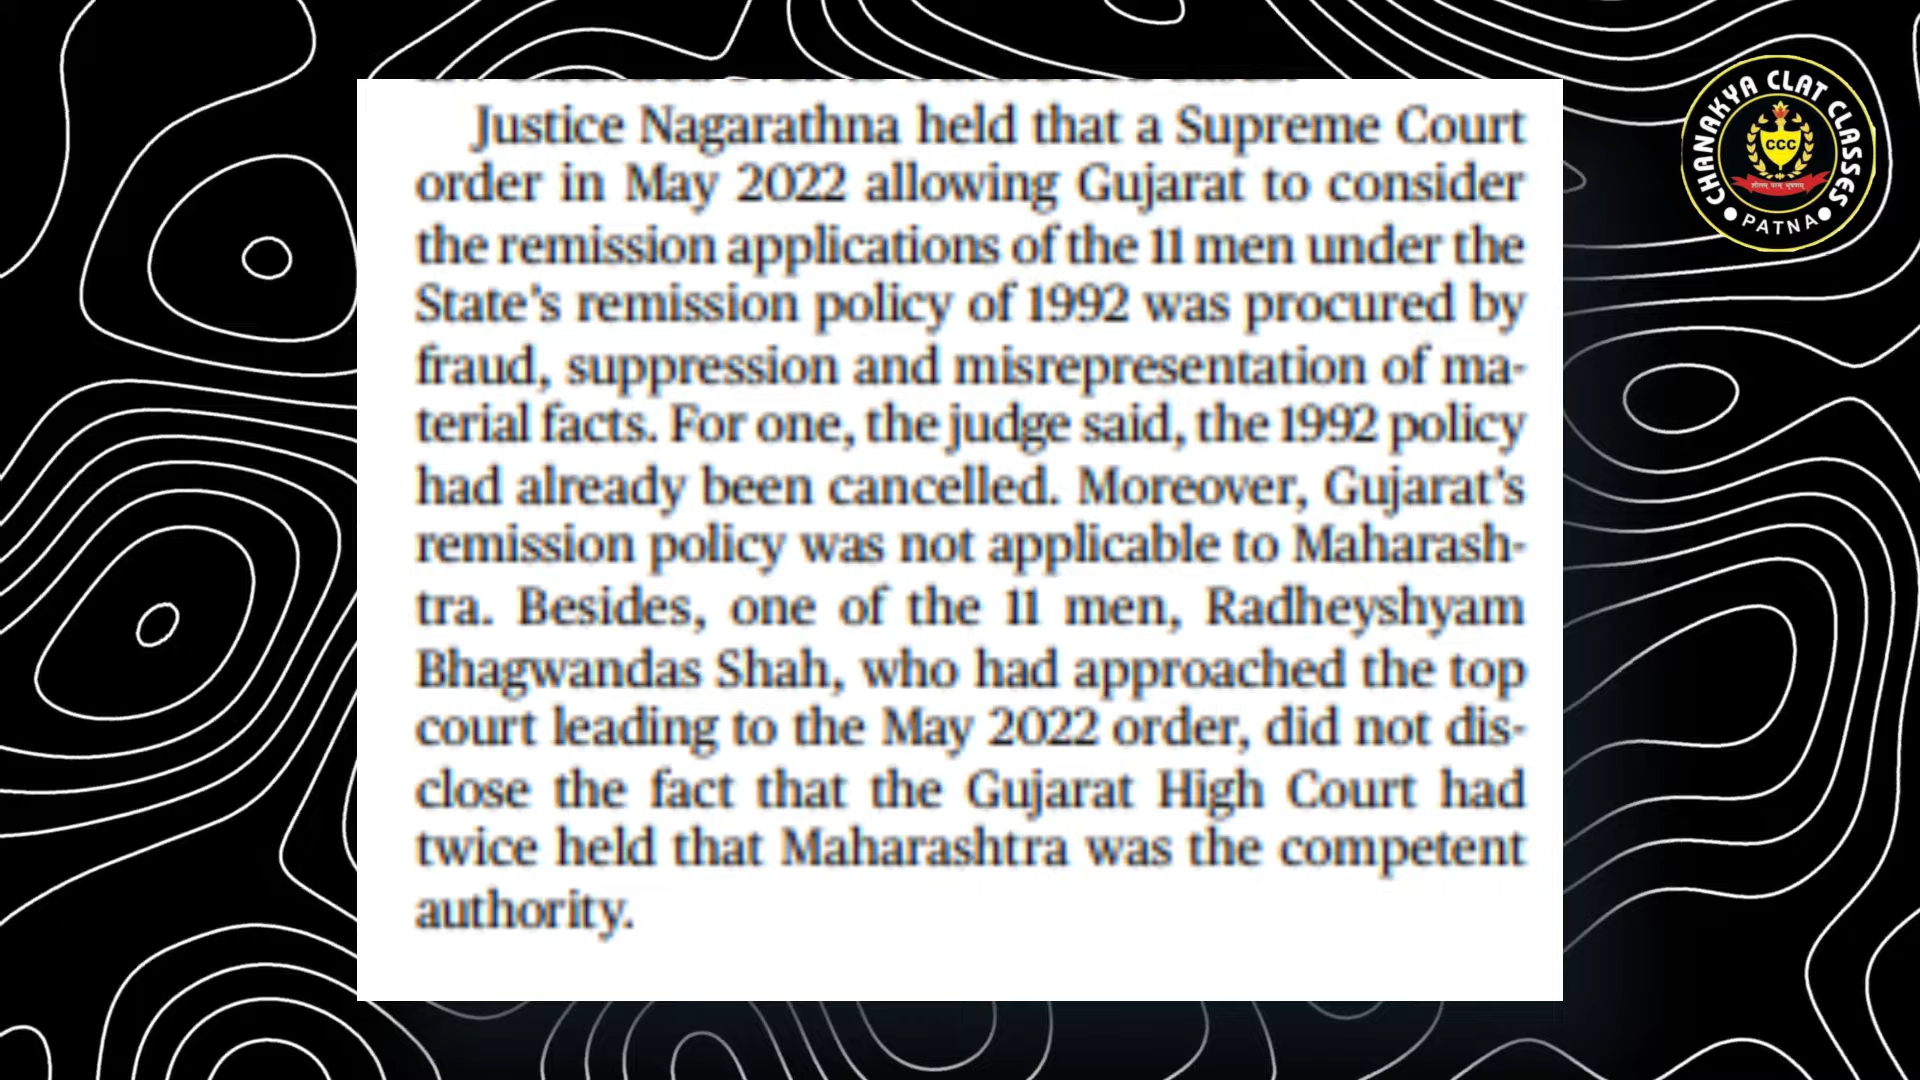 Justice Nagarathna held that a Supreme Court
order in May 2022 allowing Gujarat to consider
the remission applications of the 11 men under the
State's remission policy of 1992 was procured by
fraud, suppression and misrepresentation of ma-
terial facts. For one, the judge said, the 1992 policy
had already been cancelled. Moreover, Gujarat's
remission policy was not applicable to Maharash-
tra. Besides, one of the 11 men, Radheyshyam
Bhagwandas Shah, who had approached the top
court leading to the May 2022 order, did not dis-
close the fact that the Gujarat High Court had
twice held that Maharashtra was the competent
authority.
CHANAKYA CLAT CLASSES
CCC
PATNA